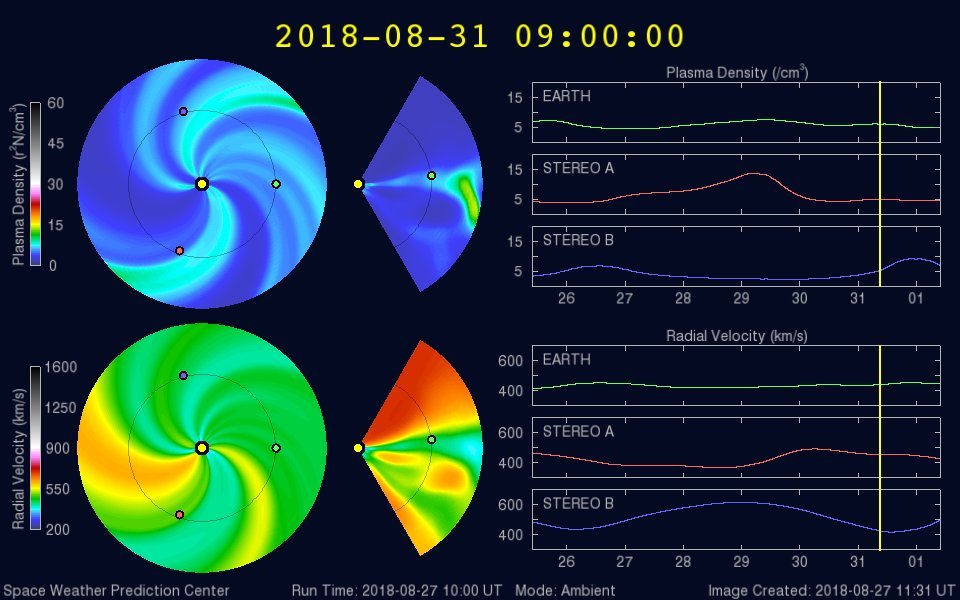 2018-08-31 09:00:00
Plasma Density (r²N/cm³)
60
45
30
15
0
Plasma Density (/cm³)
EARTH
15
5
STEREO A
15
5
STEREO B
15
5
26 27 28 29 30 31 01
Radial Velocity (km/s)
1600
1250
900
550
200
Radial Velocity (km/s)
EARTH
600
400
STEREO A
600
400
STEREO B
600
400
26 27 28 29 30 31 01
Space Weather Prediction Center Run Time: 2018-08-27 10:00 UT Mode: Ambient Image Created: 2018-08-27 11:31 UT